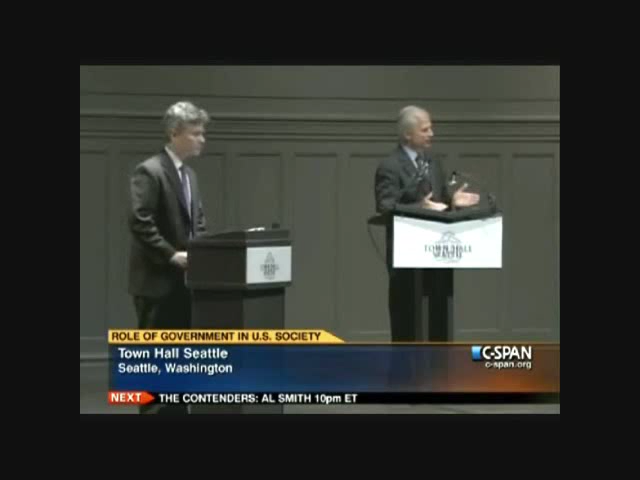 TOWN HALL
ROLE OF GOVERNMENT IN U.S. SOCIETY
Town Hall Seattle
Seattle, Washington
C-SPAN
c-span.org
NEXT THE CONTENDERS: AL SMITH 10pm ET